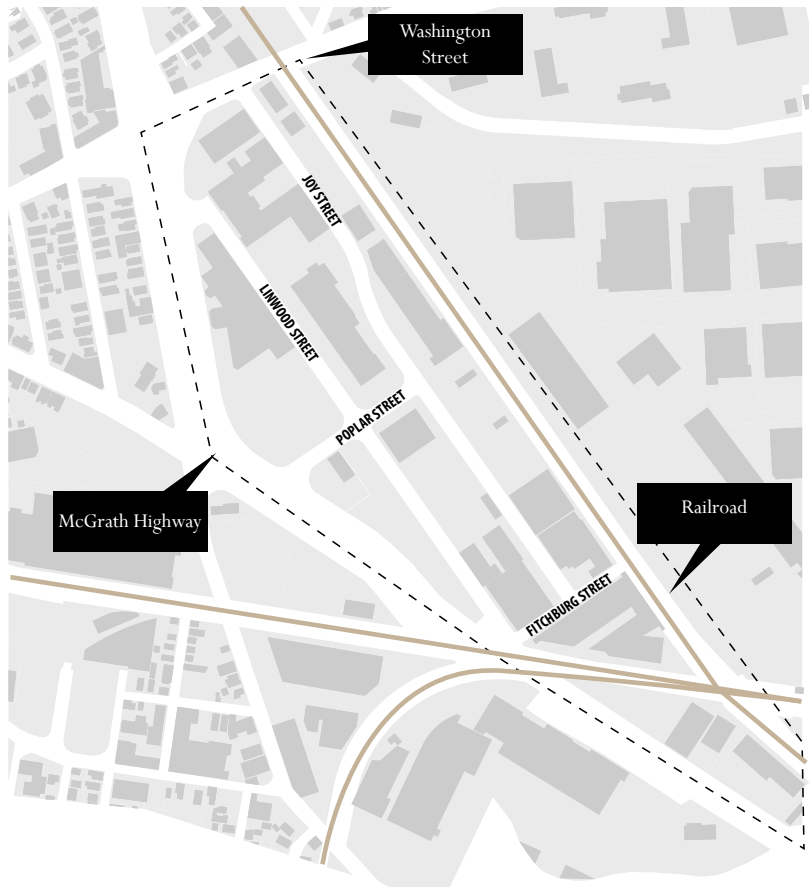 Washington
Street
JOY STREET
LINWOOD STREET
POPLAR STREET
McGrath Highway
Railroad
FITCHBURG STREET